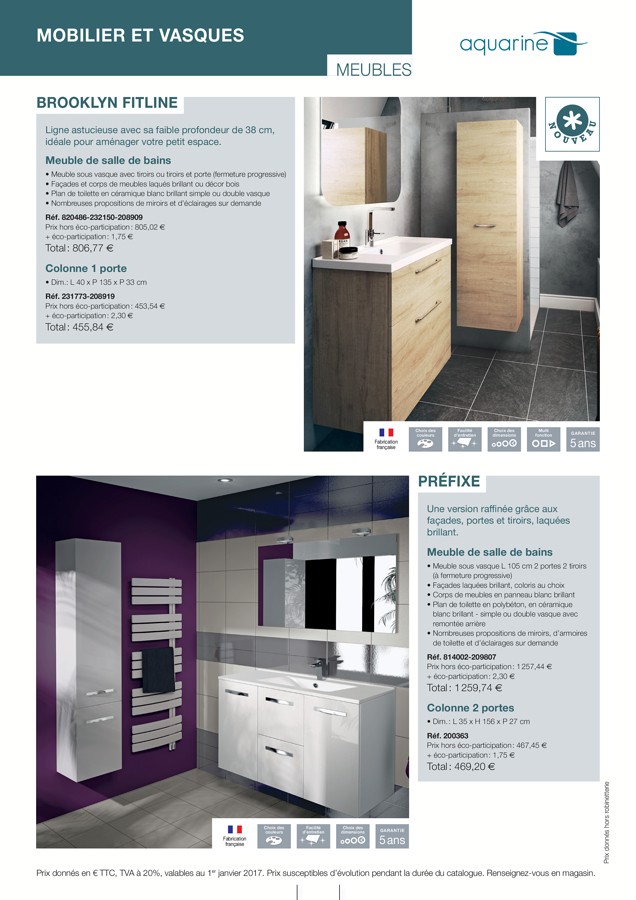 MOBILIER ET VASQUES
aquarine
MEUBLES
BROOKLYN FITLINE
Ligne astucieuse avec sa faible profondeur de 38 cm,
idéale pour aménager votre petit espace.
Meuble de salle de bains
• Meuble sous vasque avec tiroirs ou tiroirs et porte (fermeture progressive)
• Façades et corps de meubles laqués brillant ou décor bois
• Plan de toilette en céramique blanc brillant simple ou double vasque
• Nombreuses propositions de miroirs et d'éclairages sur demande
Réf. 820486-232150-208909
Prix hors éco-participation : 805,02 €
+ éco-participation : 1,75 €
Total : 806,77 €
Colonne 1 porte
• Dim.: L 40 x P 135 x P 33 cm
Réf. 231773-208919
Prix hors éco-participation : 453,54 €
+ éco-participation : 2,30 €
Total : 455,84 €
NOUVEAU
Fabrication
française
Choix des
couleurs
Facilité
d'entretien
Choix des
dimensions
Multi
fonction
GARANTIE
5 ans
PRÉFIXE
Une version raffinée grâce aux
façades, portes et tiroirs, laquées
brillant.
Meuble de salle de bains
• Meuble sous vasque L 105 cm 2 portes 2 tiroirs
(à fermeture progressive)
• Façades laquées brillant, coloris au choix
• Corps de meubles en panneau blanc brillant
• Plan de toilette en polybéton, en céramique
blanc brillant - simple ou double vasque avec
remontée arrière
• Nombreuses propositions de miroirs, d'armoires
de toilette et d'éclairages sur demande
Réf. 814002-209807
Prix hors éco-participation : 1 257,44 €
+ éco-participation : 2,30 €
Total : 1 259,74 €
Colonne 2 portes
• Dim. : L 35 x H 156 x P 27 cm
Réf. 200363
Prix hors éco-participation : 467,45 €
+ éco-participation : 1,75 €
Total : 469,20 €
Fabrication
française
Choix des
couleurs
Facilité
d'entretien
Choix des
dimensions
GARANTIE
5 ans
Prix donnés hors robinetterie
Prix donnés en € TTC, TVA à 20%, valables au 1er janvier 2017. Prix susceptibles d'évolution pendant la durée du catalogue. Renseignez-vous en magasin.